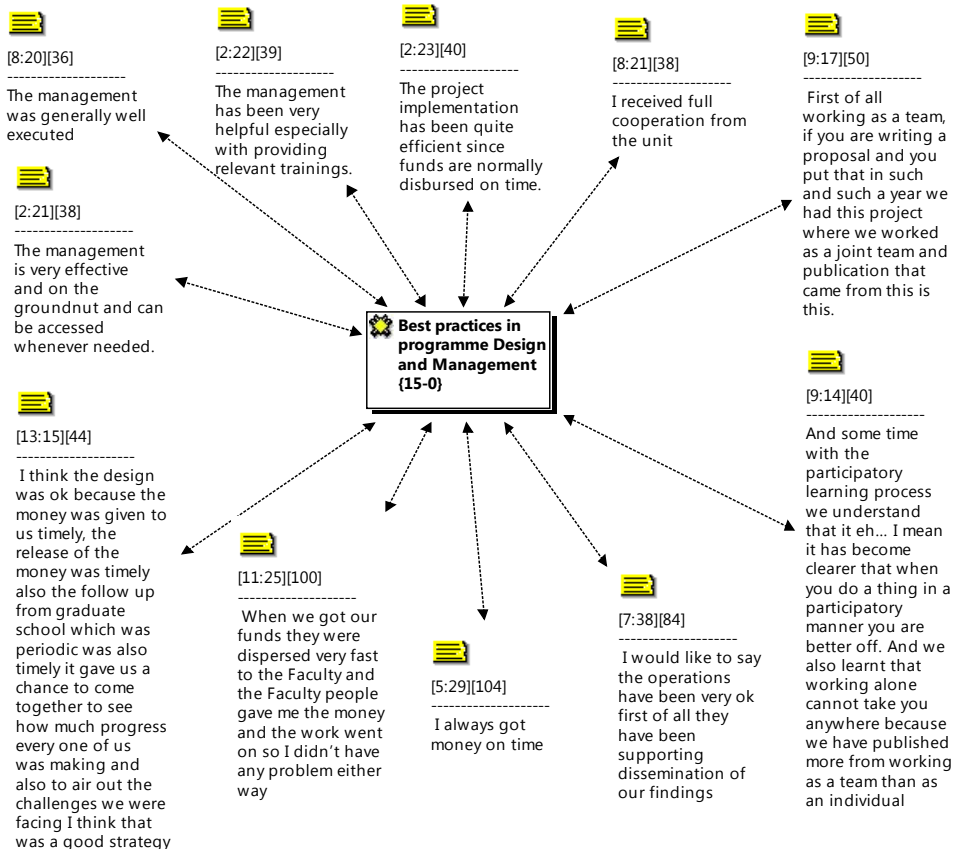 [8:20][36]
--------------------
The management
was generally well
executed
[2:22][39]
--------------------
The management
has been very
helpful especially
with providing
relevant trainings.
[2:23][40]
--------------------
The project
implementation
has been quite
efficient since
funds are normally
disbursed on time.
[8:21][38]
--------------------
I received full
cooperation from
the unit
[9:17][50]
--------------------
First of all
working as a team,
if you are writing a
proposal and you
put that in such
and such a year we
had this project
where we worked
as a joint team and
publication that
came from this is
this.
[2:21][38]
--------------------
The management
is very effective
and on the
groundnut and can
be accessed
whenever needed.
Best practices in
programme Design
and Management
{15-0}
[13:15][44]
--------------------
I think the design
was ok because the
money was given to
us timely, the
release of the
money was timely
also the follow up
from graduate
school which was
periodic was also
timely it gave us a
chance to come
together to see
how much progress
every one of us
was making and
also to air out the
challenges we were
facing I think that
was a good strategy
[11:25][100]
--------------------
When we got our
funds they were
dispersed very fast
to the Faculty and
the Faculty people
gave me the money
and the work went
on so I didn't have
any problem either
way
[5:29][104]
--------------------
I always got
money on time
[7:38][84]
--------------------
I would like to say
the operations
have been very ok
first of all they
have been
supporting
dissemination of
our findings
[9:14][40]
--------------------
And some time
with the
participatory
learning process
we understand
that it eh... I mean
it has become
clearer that when
you do a thing in a
participatory
manner you are
better off. And we
also learnt that
working alone
cannot take you
anywhere because
we have published
more from working
as a team than as
an individual